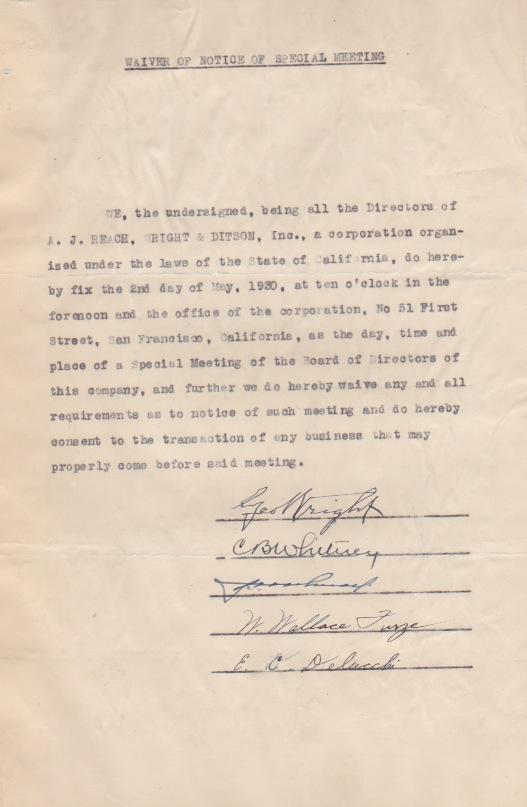 WAIVER OF NOTICE OF SPECIAL MEETING
WE, the undersigned, being all the Directors of
A. J. REACH, WRIGHT & DITSON, Inc., a corporation organ-
ized under the laws of the State of California, do here-
by fix the 2nd day of May, 1930, at ten o'clock in the
forenoon and the office of the corporation, No 51 First
Street, San Francisco, California, as the day, time and
place of a Special Meeting of the Board of Directors of
this company, and further we do hereby waive any and all
requirements as to notice of such meeting and do hereby
consent to the transaction of any business that may
properly come before said meeting.
Geo Wright
C B Whitney
W. Wallace Furze
E. C. Delucchi